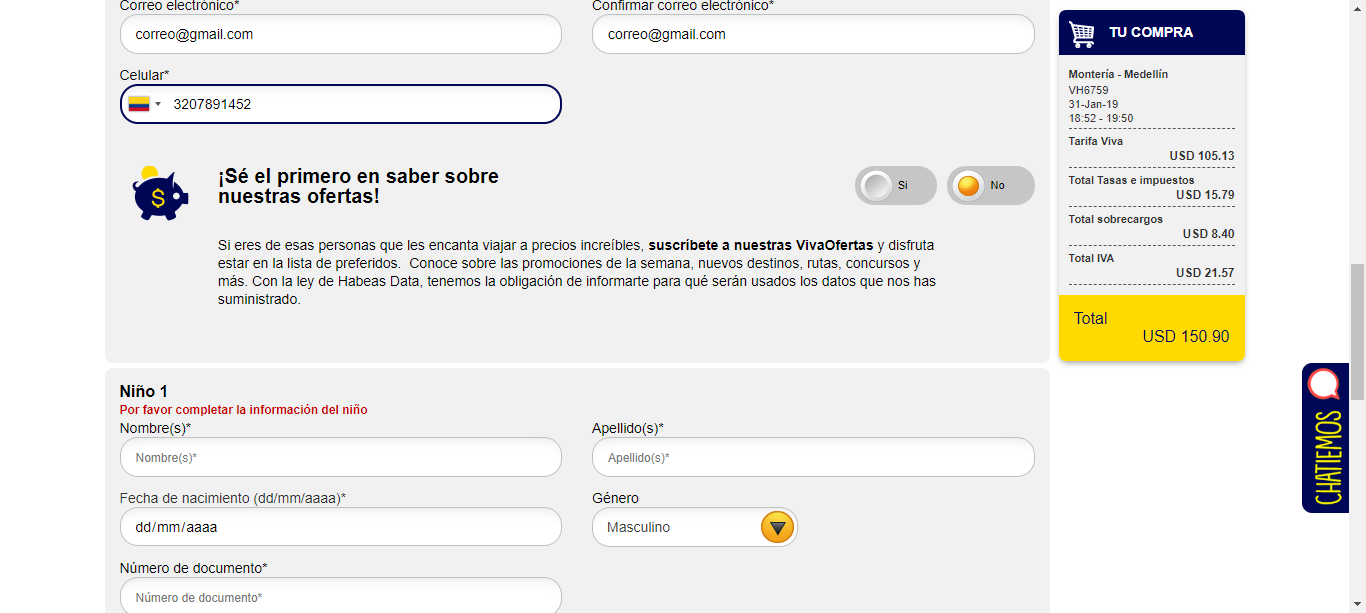 Correo electrónico*
Confirmar correo electrónico*
correo@gmail.com
correo@gmail.com
Celular*
3207891452
¡Sé el primero en saber sobre
nuestras ofertas!
Si
No
Si eres de esas personas que les encanta viajar a precios increíbles, suscríbete a nuestras VivaOfertas y disfruta
estar en la lista de preferidos. Conoce sobre las promociones de la semana, nuevos destinos, rutas, concursos y
más. Con la ley de Habeas Data, tenemos la obligación de informarte para qué serán usados los datos que nos has
suministrado.
Niño 1
Por favor completar la información del niño
Nombre(s)*
Apellido(s)*
Nombre(s)*
Apellido(s)*
Fecha de nacimiento (dd/mm/aaaa)*
Género
dd/mm/aaaa
Masculino
Número de documento*
Número de documento*
TU COMPRA
Montería - Medellín
VH6759
31-Jan-19
18:52 - 19:50
Tarifa Viva
USD 105.13
Total Tasas e impuestos
USD 15.79
Total sobrecargos
USD 8.40
Total IVA
USD 21.57
Total
USD 150.90
CHATIEMOS